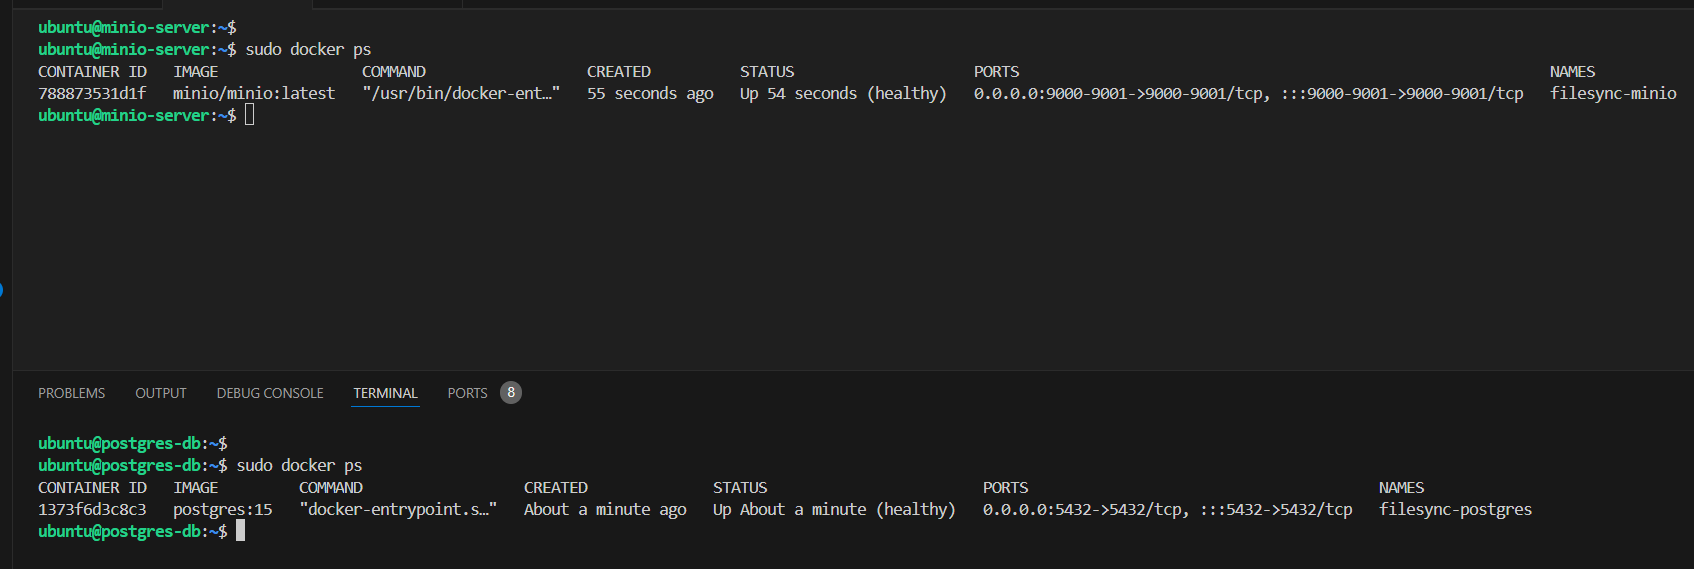 ubuntu@minio-server:~$
ubuntu@minio-server:~$ sudo docker ps
CONTAINER ID   IMAGE                COMMAND                  CREATED          STATUS                    PORTS                                                           NAMES
788873531d1f   minio/minio:latest   "/usr/bin/docker-ent…"   55 seconds ago   Up 54 seconds (healthy)   0.0.0.0:9000-9001->9000-9001/tcp, :::9000-9001->9000-9001/tcp   filesync-minio
ubuntu@minio-server:~$
PROBLEMS OUTPUT DEBUG CONSOLE TERMINAL PORTS 8
ubuntu@postgres-db:~$
ubuntu@postgres-db:~$ sudo docker ps
CONTAINER ID   IMAGE         COMMAND                  CREATED              STATUS                        PORTS                                       NAMES
1373f6d3c8c3   postgres:15   "docker-entrypoint.s…"   About a minute ago   Up About a minute (healthy)   0.0.0.0:5432->5432/tcp, :::5432->5432/tcp   filesync-postgres
ubuntu@postgres-db:~$